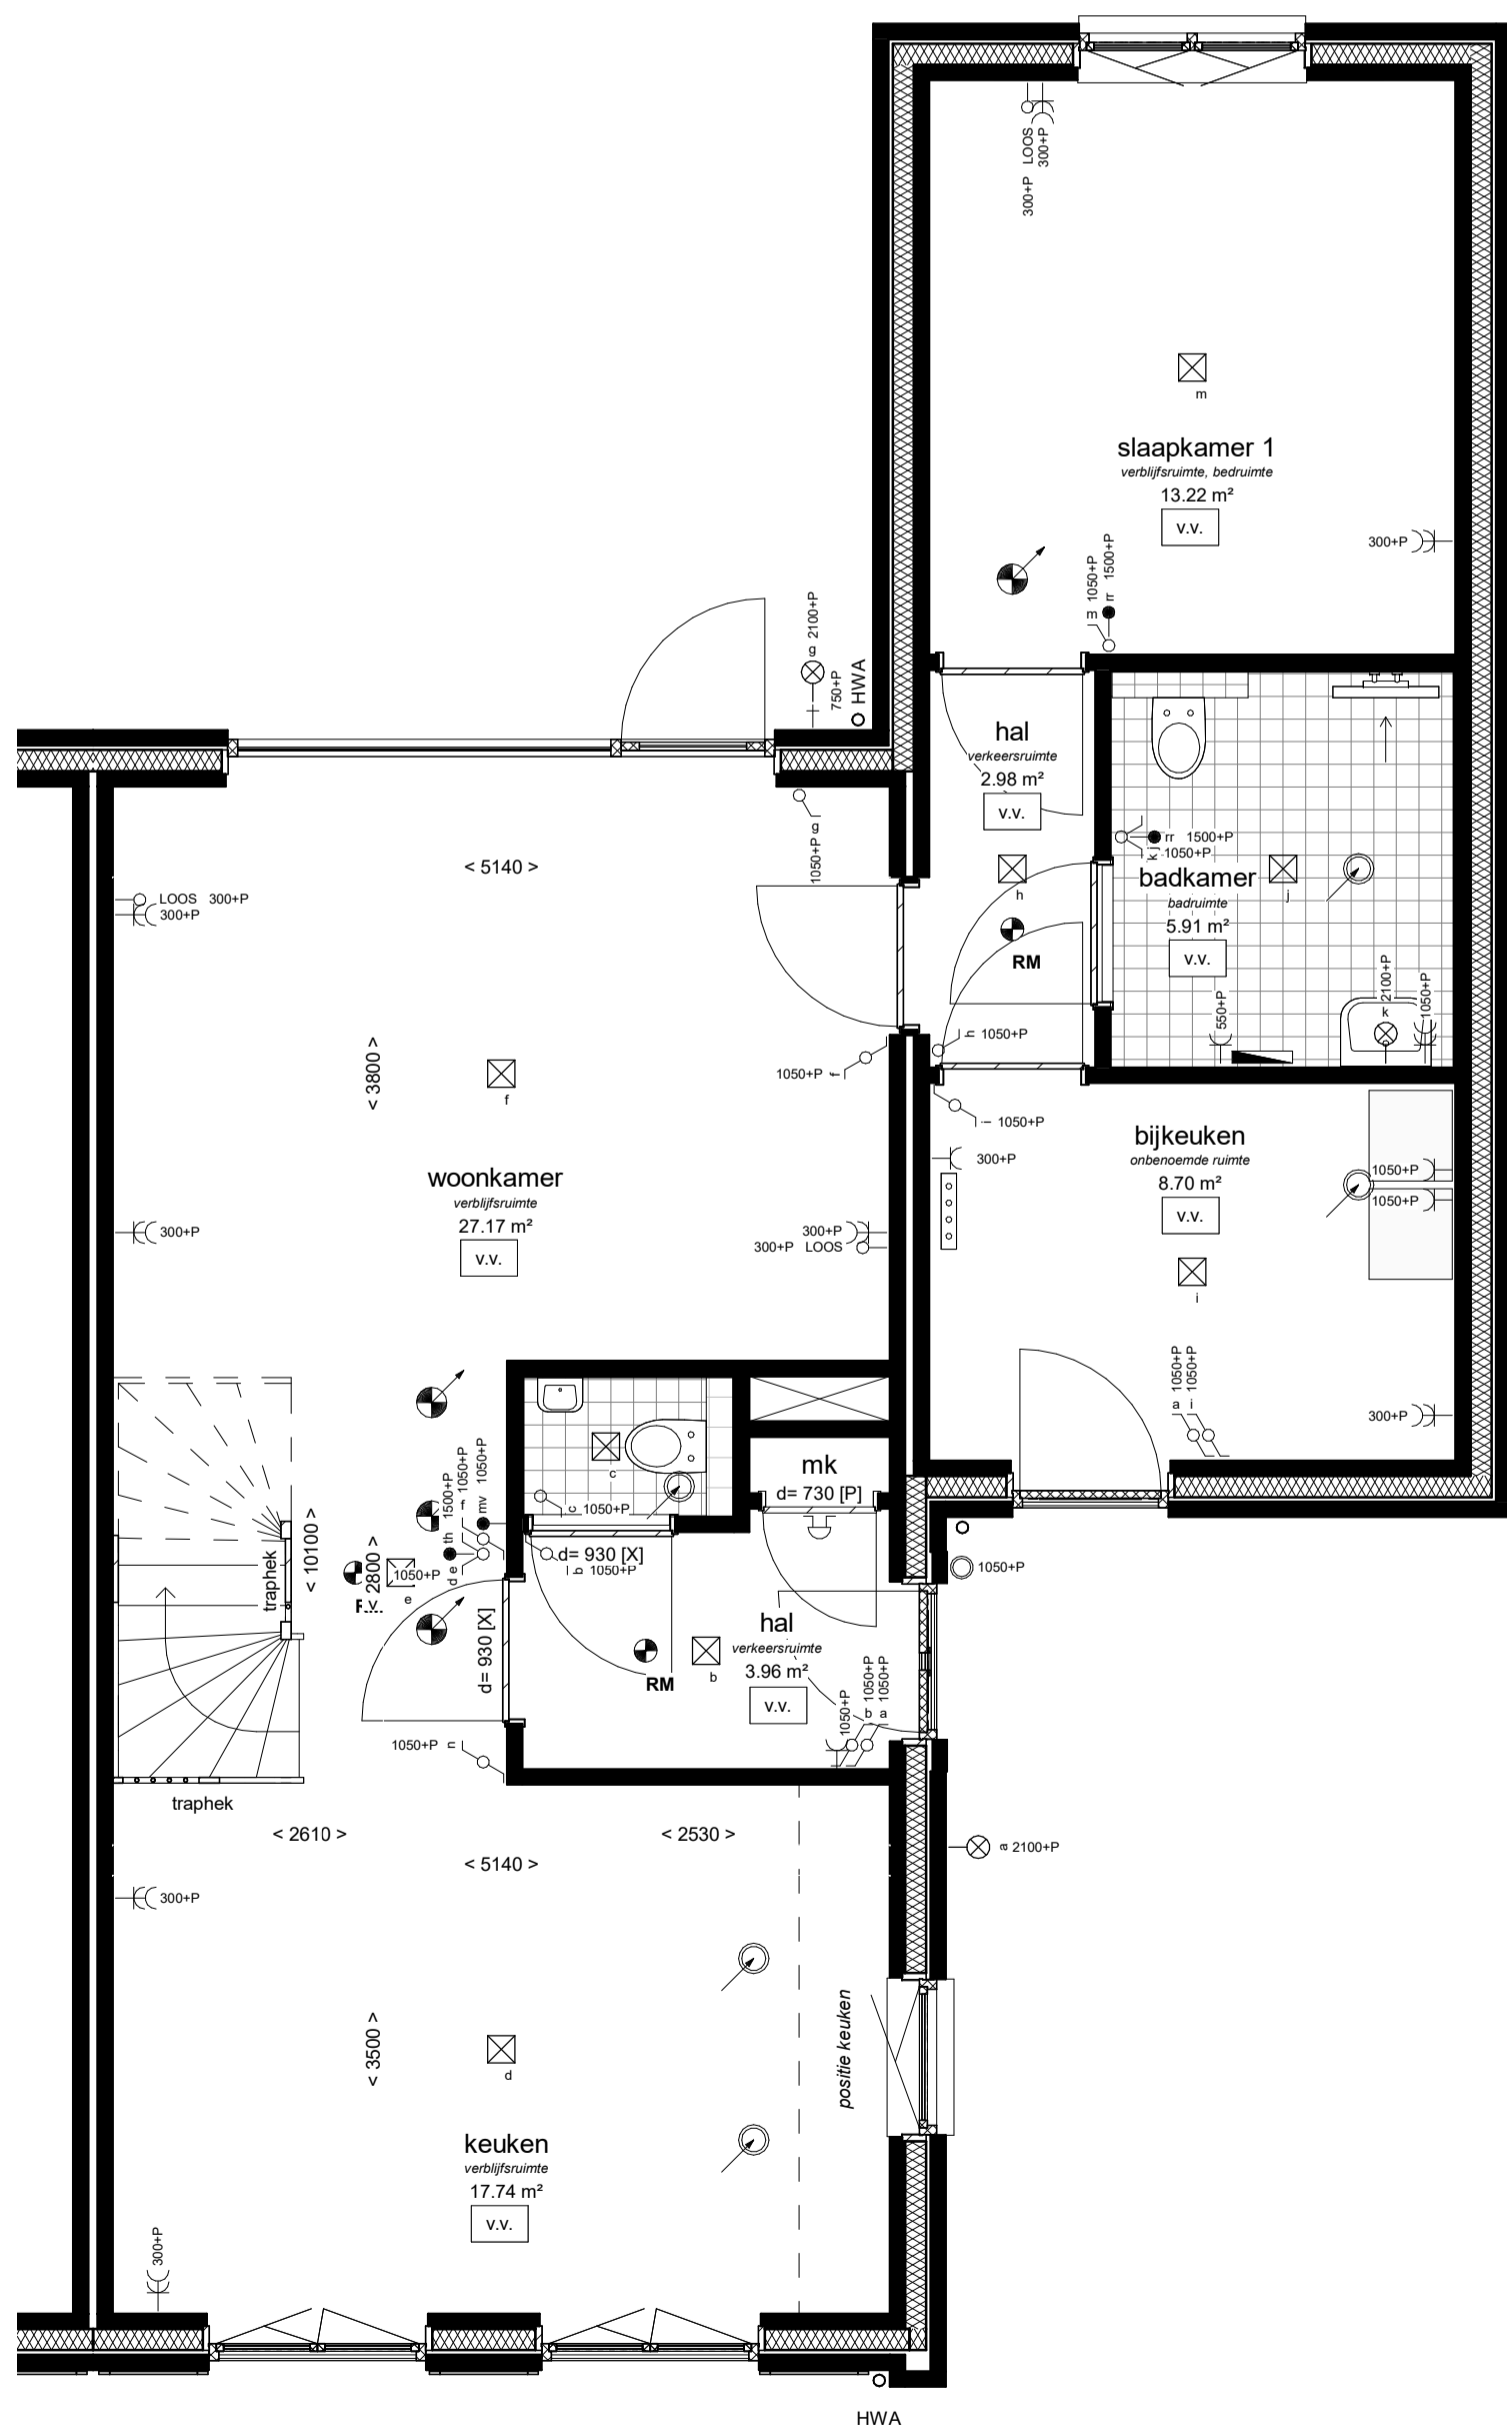 300+P LOOS
300+P
m
slaapkamer 1
verblijfsruimte, bedruimte
13.22 m²
v.v.
300+P
m 1050+P
rr 1500+P
g 2100+P
750+P
HWA
hal
verkeersruimte
2.98 m²
v.v.
h
RM
h 1050+P
rr 1500+P
k j 1050+P
badkamer
badruimte
5.91 m²
v.v.
j
550+P
k 2100+P
1050+P
< 5140 >
1050+P g
LOOS 300+P
300+P
< 3800 >
f
1050+P f
woonkamer
verblijfsruimte
27.17 m²
v.v.
300+P
300+P
300+P LOOS
i 1050+P
300+P
bijkeuken
onbenoemde ruimte
8.70 m²
v.v.
i
1050+P
1050+P
a 1050+P
i 1050+P
300+P
c
c 1050+P
mk
d= 730 [P]
th 1500+P
f 1050+P
mv 1050+P
d e
1050+P
e
d= 930 [X]
b 1050+P
1050+P
traphek
< 10100 >
< 2800 >
d= 930 [X]
hal
verkeersruimte
3.96 m²
v.v.
RM
b
1050+P
b 1050+P
a 1050+P
1050+P n
traphek
< 2610 >
< 2530 >
< 5140 >
a 2100+P
300+P
< 3500 >
d
positie keuken
keuken
verblijfsruimte
17.74 m²
v.v.
300+P
HWA